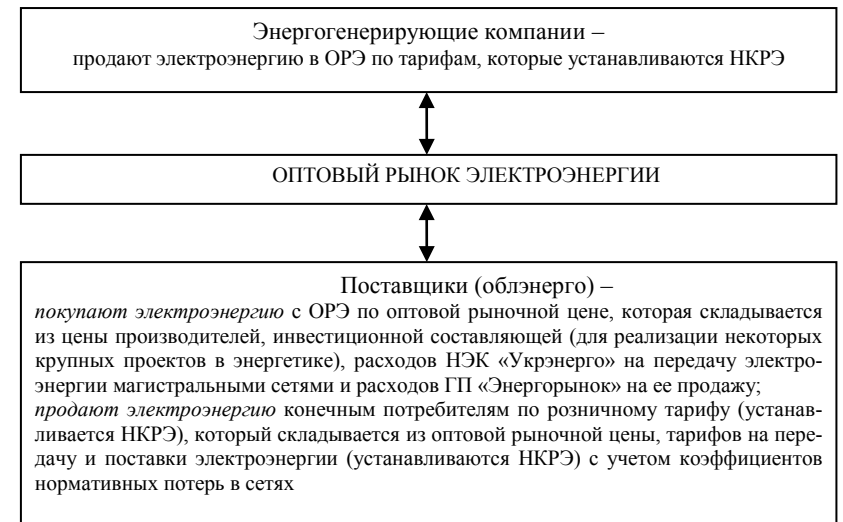 Энергогенерирующие компании –
продают электроэнергию в ОРЭ по тарифам, которые устанавливаются НКРЭ
ОПТОВЫЙ РЫНОК ЭЛЕКТРОЭНЕРГИИ
Поставщики (облэнерго) –
покупают электроэнергию с ОРЭ по оптовой рыночной цене, которая складывается
из цены производителей, инвестиционной составляющей (для реализации некоторых
крупных проектов в энергетике), расходов НЭК «Укрэнерго» на передачу электро-
энергии магистральными сетями и расходов ГП «Энергорынок» на ее продажу;
продают электроэнергию конечным потребителям по розничному тарифу (устанав-
ливается НКРЭ), который складывается из оптовой рыночной цены, тарифов на пере-
дачу и поставки электроэнергии (устанавливаются НКРЭ) с учетом коэффициентов
нормативных потерь в сетях